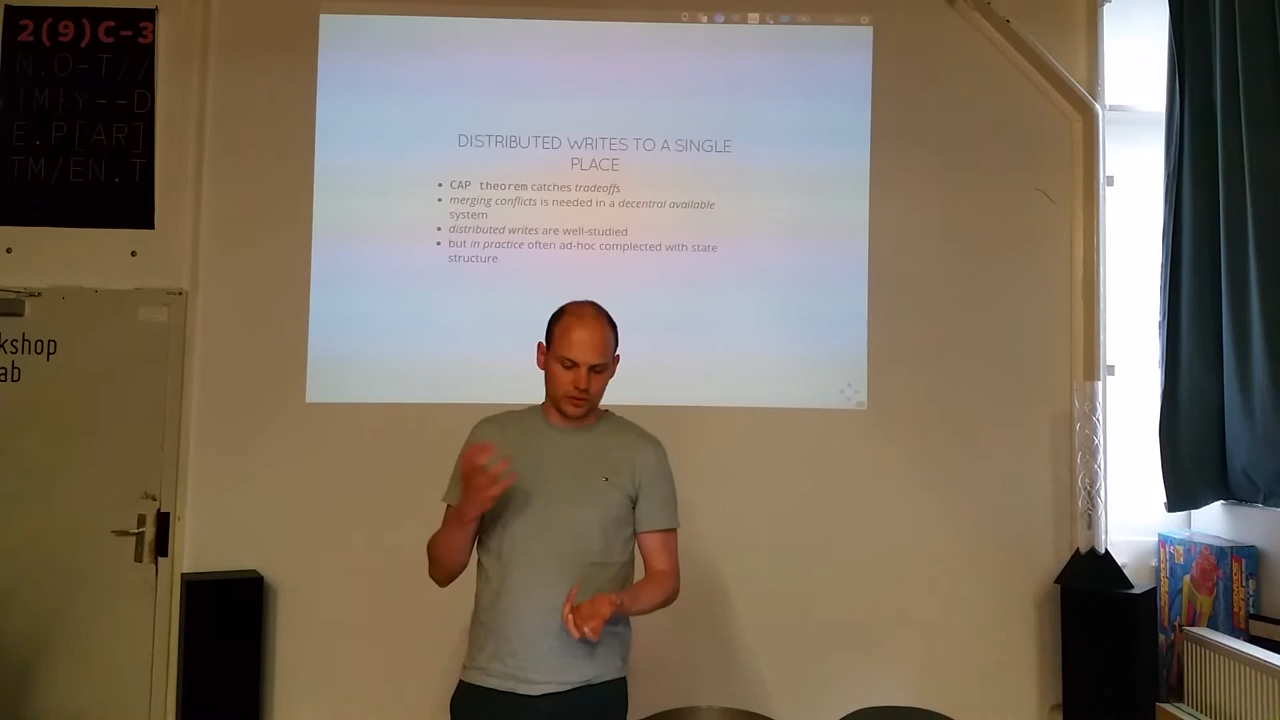 2(9)C-3
N.O-T//
{M}Y--D
E.P[AR]
TM/EN.T
DISTRIBUTED WRITES TO A SINGLE
PLACE
CAP theorem catches tradeoffs
merging conflicts is needed in a decentral available
system
distributed writes are well-studied
but in practice often ad-hoc complected with state
structure
kshop
ab